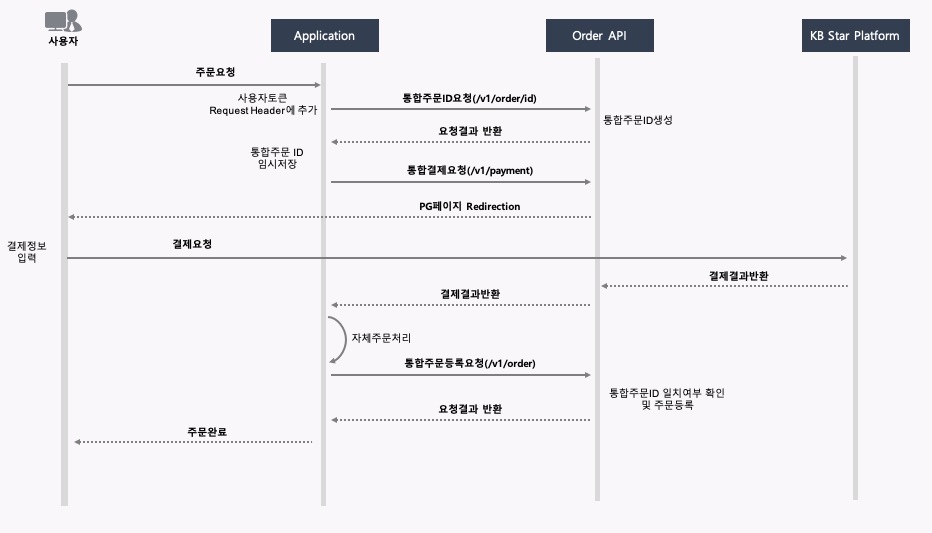 사용자
Application
Order API
KB Star Platform
주문요청
사용자토큰
Request Header에 추가
통합주문ID요청(/v1/order/id)
통합주문ID생성
요청결과 반환
통합주문 ID
임시저장
통합결제요청(/v1/payment)
PG페이지 Redirection
결제정보
입력
결제요청
결제결과반환
결제결과반환
자체주문처리
통합주문등록요청(/v1/order)
통합주문ID 일치여부 확인
및 주문등록
요청결과 반환
주문완료